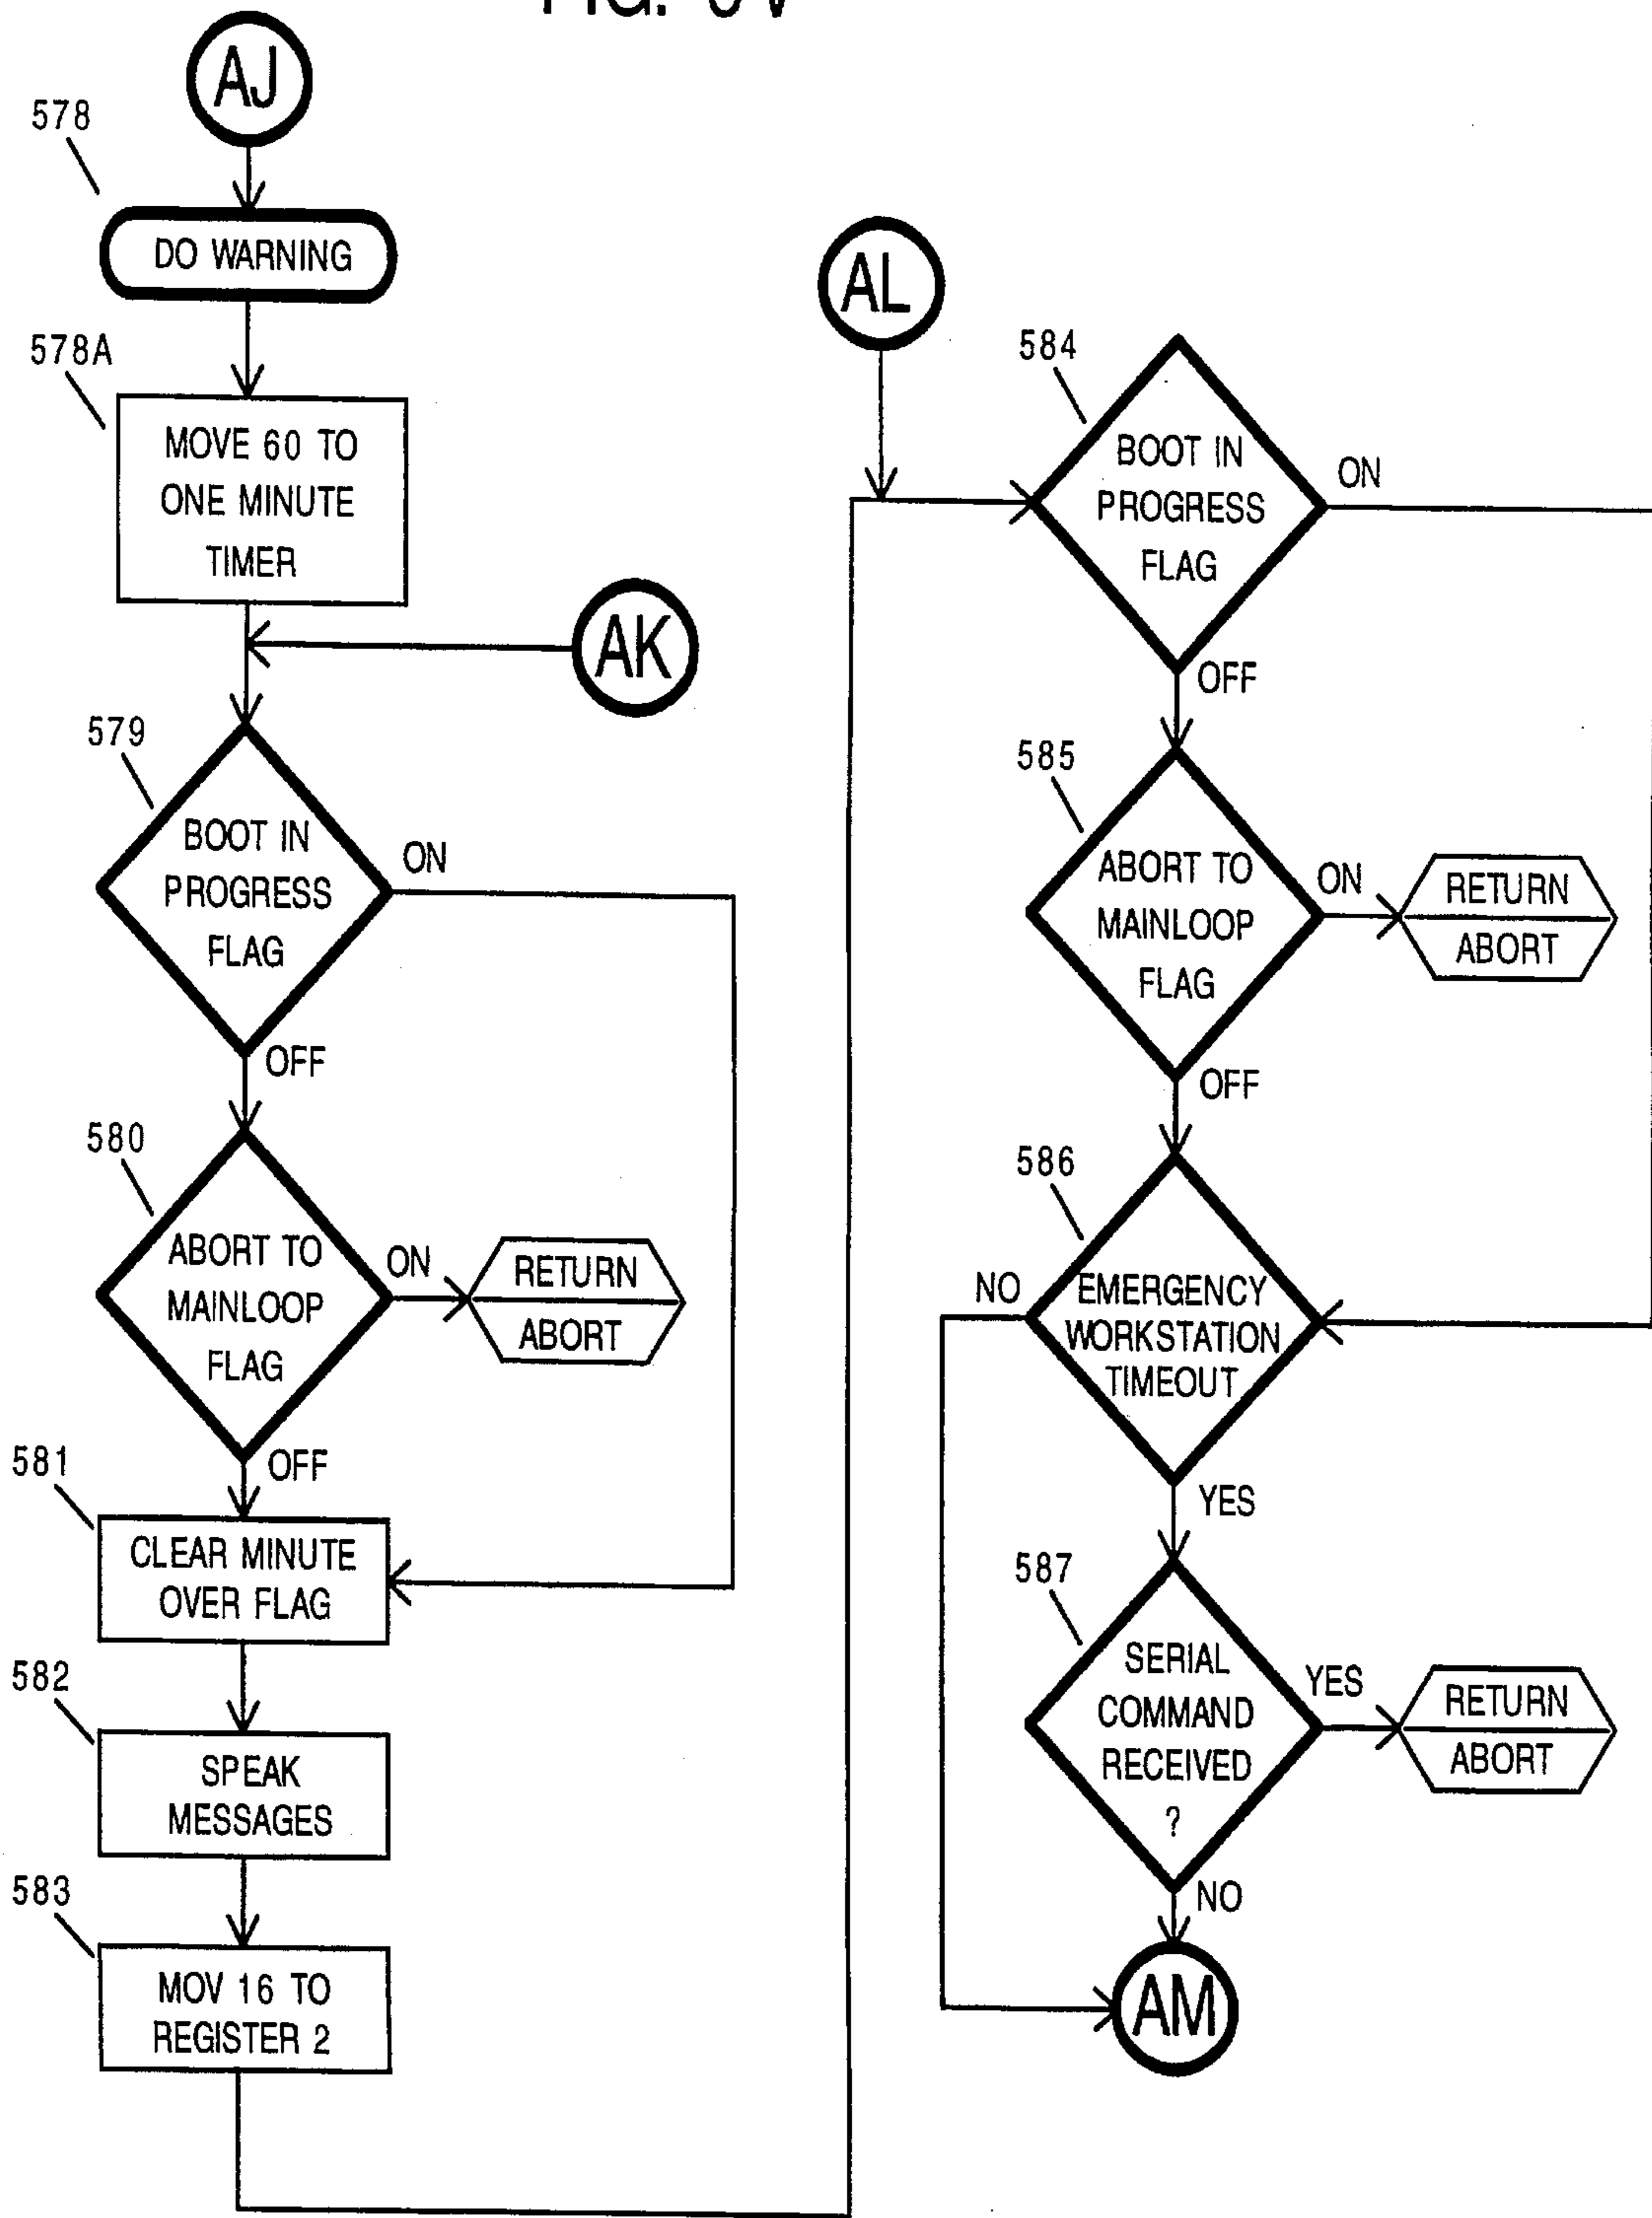 AJ
578
DO WARNING
578A
MOVE 60 TO
ONE MINUTE
TIMER
AK
579
BOOT IN
PROGRESS
FLAG
ON
OFF
580
ABORT TO
MAINLOOP
FLAG
ON
RETURN
ABORT
OFF
581
CLEAR MINUTE
OVER FLAG
582
SPEAK
MESSAGES
583
MOV 16 TO
REGISTER 2
AL
584
BOOT IN
PROGRESS
FLAG
ON
OFF
585
ABORT TO
MAINLOOP
FLAG
ON
RETURN
ABORT
OFF
586
EMERGENCY
WORKSTATION
TIMEOUT
NO
YES
587
SERIAL
COMMAND
RECEIVED
?
YES
RETURN
ABORT
NO
AM